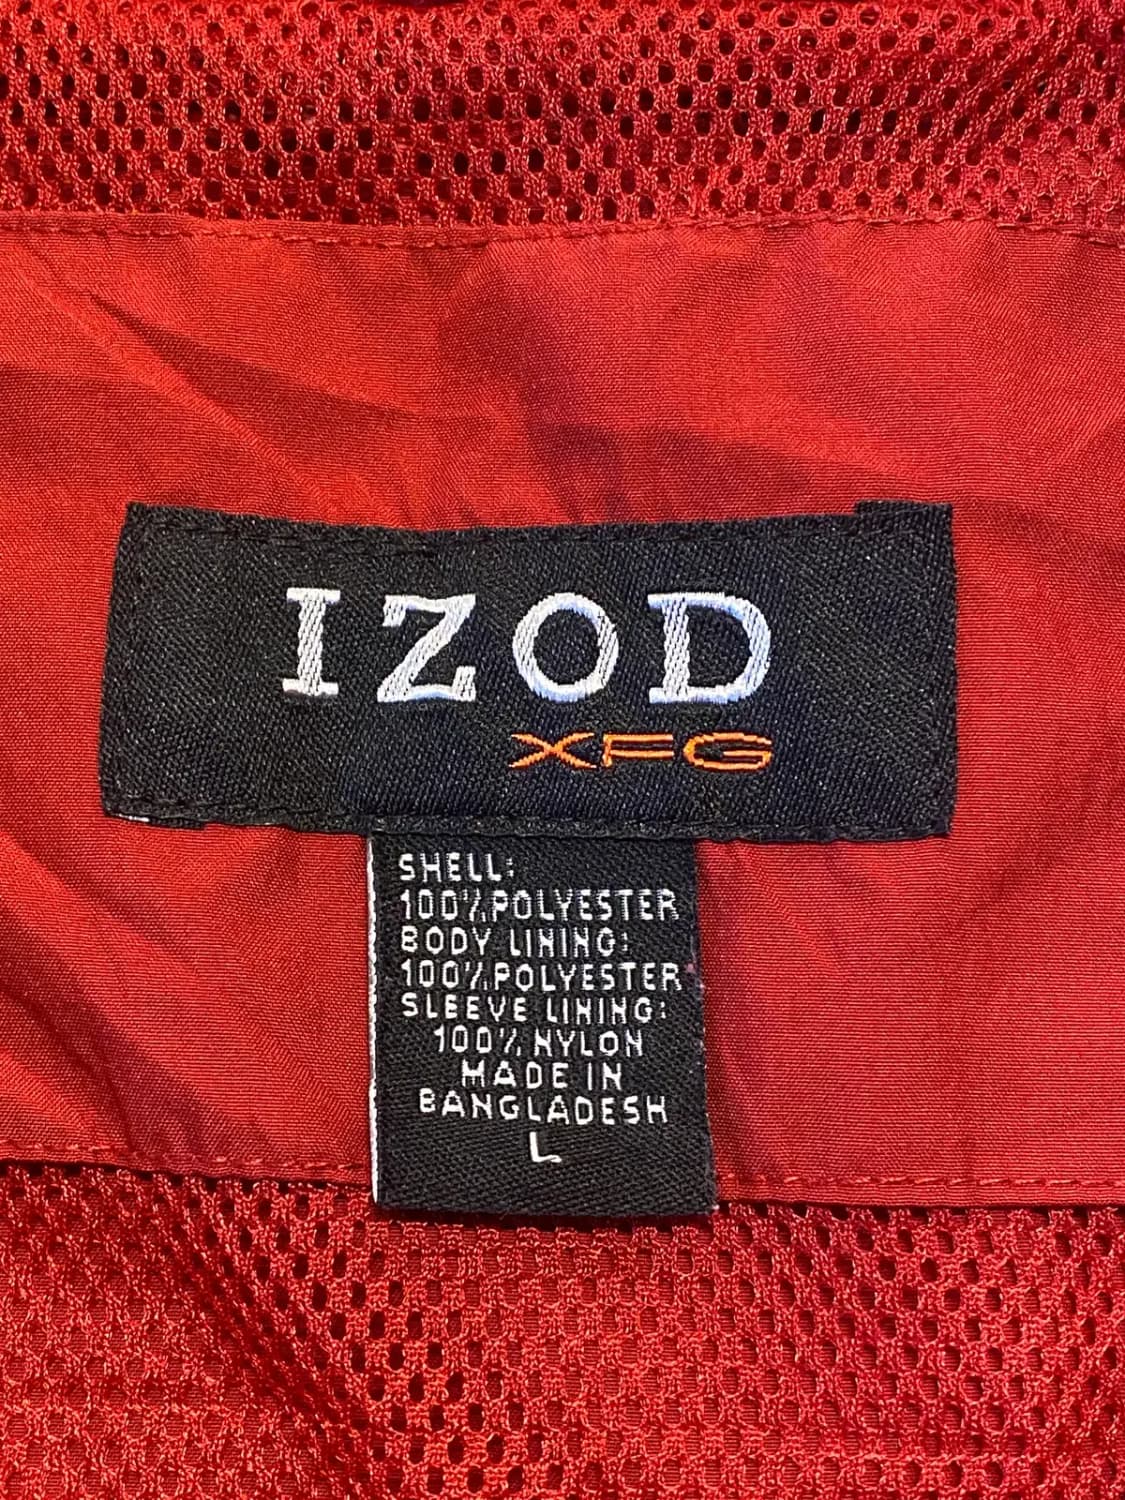 IZOD
XFG
SHELL:
100%POLYESTER
BODY LINING:
100%POLYESTER
SLEEVE LINING:
100% NYLON
MADE IN
BANGLADESH
L